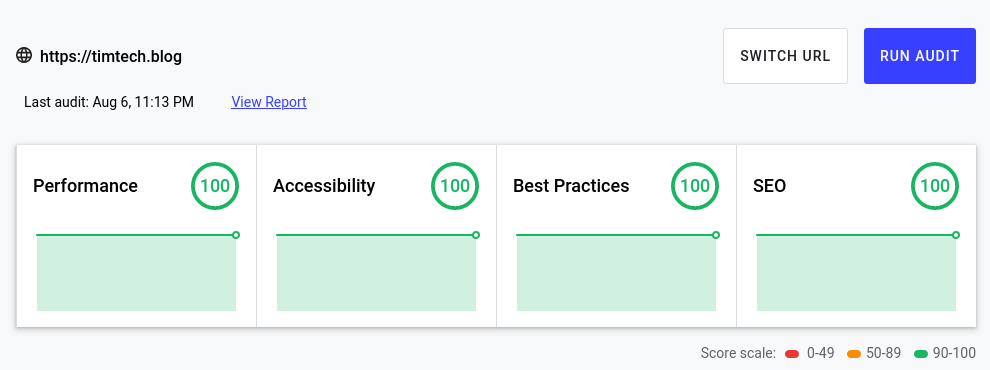 https://timtech.blog
SWITCH URL
RUN AUDIT
Last audit: Aug 6, 11:13 PM
View Report
Performance
100
Accessibility
100
Best Practices
100
SEO
100
Score scale:
0-49
50-89
90-100